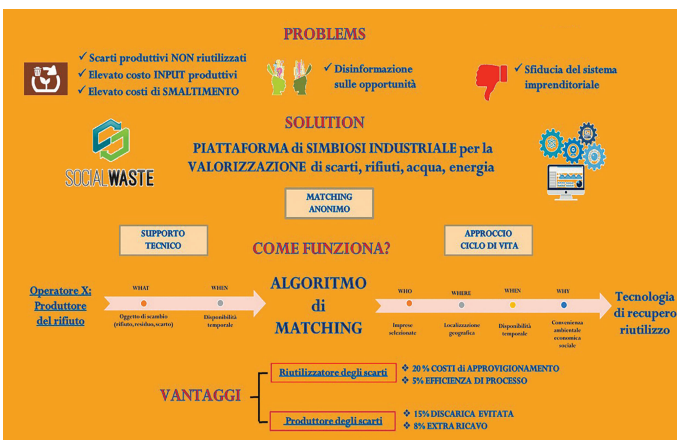 PROBLEMS
✓ Scarti produttivi NON riutilizzati
✓ Elevato costo INPUT produttivi
✓ Elevato costi di SMALTIMENTO
✓ Disinformazione
sulle opportunità
✓ Sfiducia del sistema
imprenditoriale
SOLUTION
PIATTAFORMA di SIMBIOSI INDUSTRIALE per la
VALORIZZAZIONE di scarti, rifiuti, acqua, energia
SOCIALWASTE
MATCHING
ANONIMO
SUPPORTO
TECNICO
APPROCCIO
CICLO DI VITA
COME FUNZIONA?
Operatore X:
Produttore
del rifiuto
WHAT
Oggetto di scambio
(rifiuto, residuo, scarto)
WHEN
Disponibilità
temporale
ALGORITMO
di
MATCHING
WHO
Imprese
selezionate
WHERE
Localizzazione
geografica
WHEN
Disponibilità
temporale
WHY
Convenienza
ambientale
economica
sociale
Tecnologia
di recupero
riutilizzo
VANTAGGI
Riutilizzatore degli scarti
❖ 20 % COSTI di APPROVIGIONAMENTO
❖ 5% EFFICIENZA DI PROCESSO
Produttore degli scarti
❖ 15% DISCARICA EVITATA
❖ 8% EXTRA RICAVO